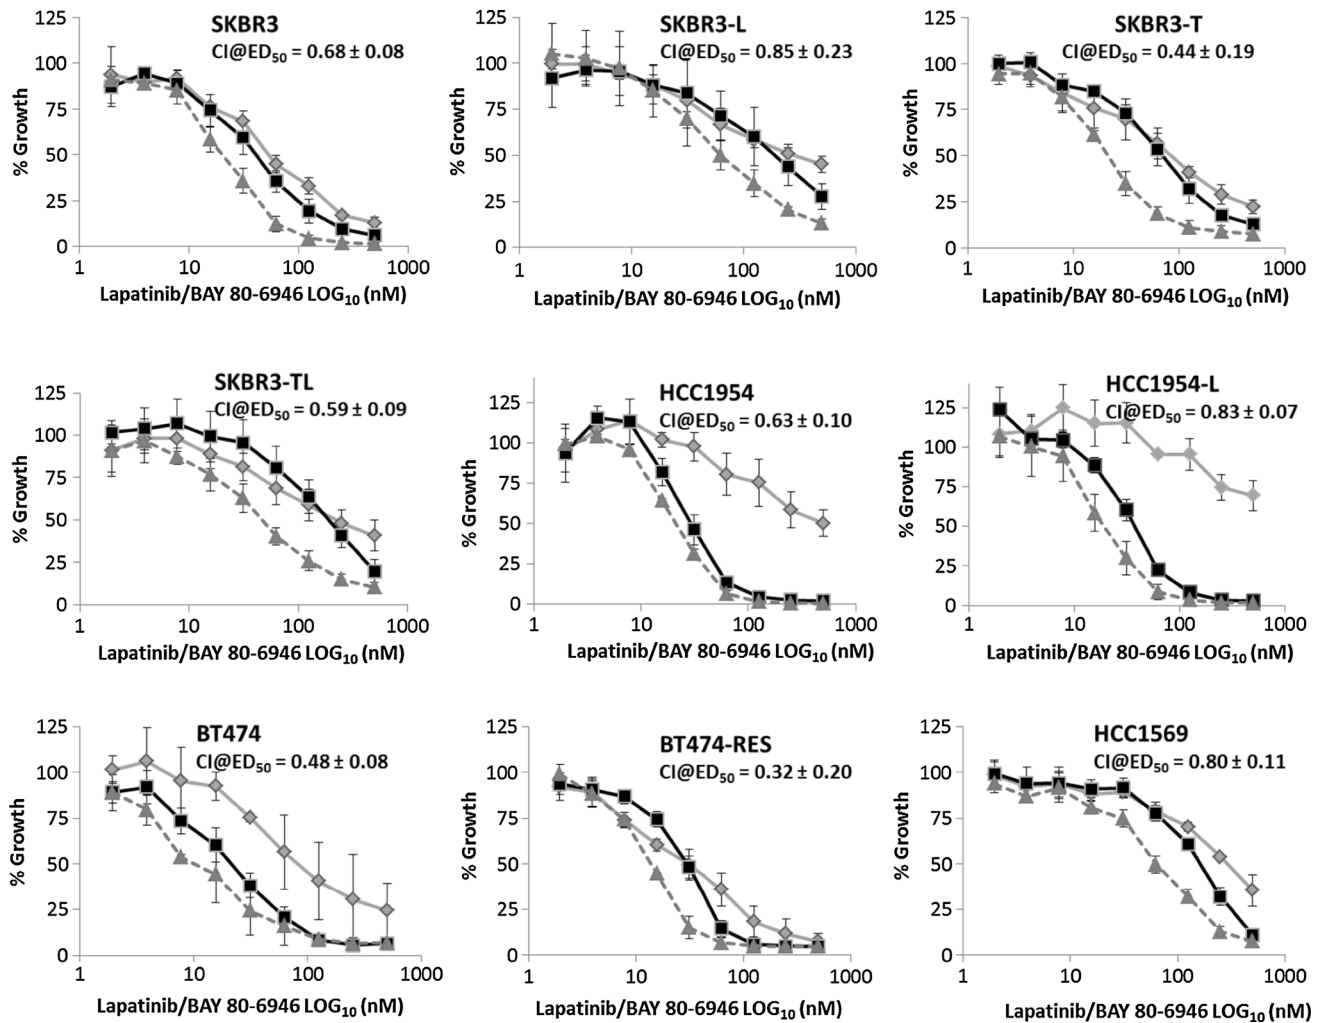 SKBR3
CI@ED50 = 0.68 ± 0.08
125
100
75
50
25
0
% Growth
1 10 100 1000
Lapatinib/BAY 80-6946 LOG10 (nM)
SKBR3-L
CI@ED50 = 0.85 ± 0.23
125
100
75
50
25
0
% Growth
1 10 100 1000
Lapatinib/BAY 80-6946 LOG10 (nM)
SKBR3-T
CI@ED50 = 0.44 ± 0.19
125
100
75
50
25
0
% Growth
1 10 100 1000
Lapatinib/BAY 80-6946 LOG10 (nM)
SKBR3-TL
CI@ED50 = 0.59 ± 0.09
125
100
75
50
25
0
% Growth
1 10 100 1000
Lapatinib/BAY 80-6946 LOG10 (nM)
HCC1954
CI@ED50 = 0.63 ± 0.10
125
100
75
50
25
0
% Growth
1 10 100 1000
Lapatinib/BAY 80-6946 LOG10 (nM)
HCC1954-L
CI@ED50 = 0.83 ± 0.07
125
100
75
50
25
0
% Growth
1 10 100 1000
Lapatinib/BAY 80-6946 LOG10 (nM)
BT474
CI@ED50 = 0.48 ± 0.08
125
100
75
50
25
0
% Growth
1 10 100 1000
Lapatinib/BAY 80-6946 LOG10 (nM)
BT474-RES
CI@ED50 = 0.32 ± 0.20
125
100
75
50
25
0
% Growth
1 10 100 1000
Lapatinib/BAY 80-6946 LOG10 (nM)
HCC1569
CI@ED50 = 0.80 ± 0.11
125
100
75
50
25
0
% Growth
1 10 100 1000
Lapatinib/BAY 80-6946 LOG10 (nM)